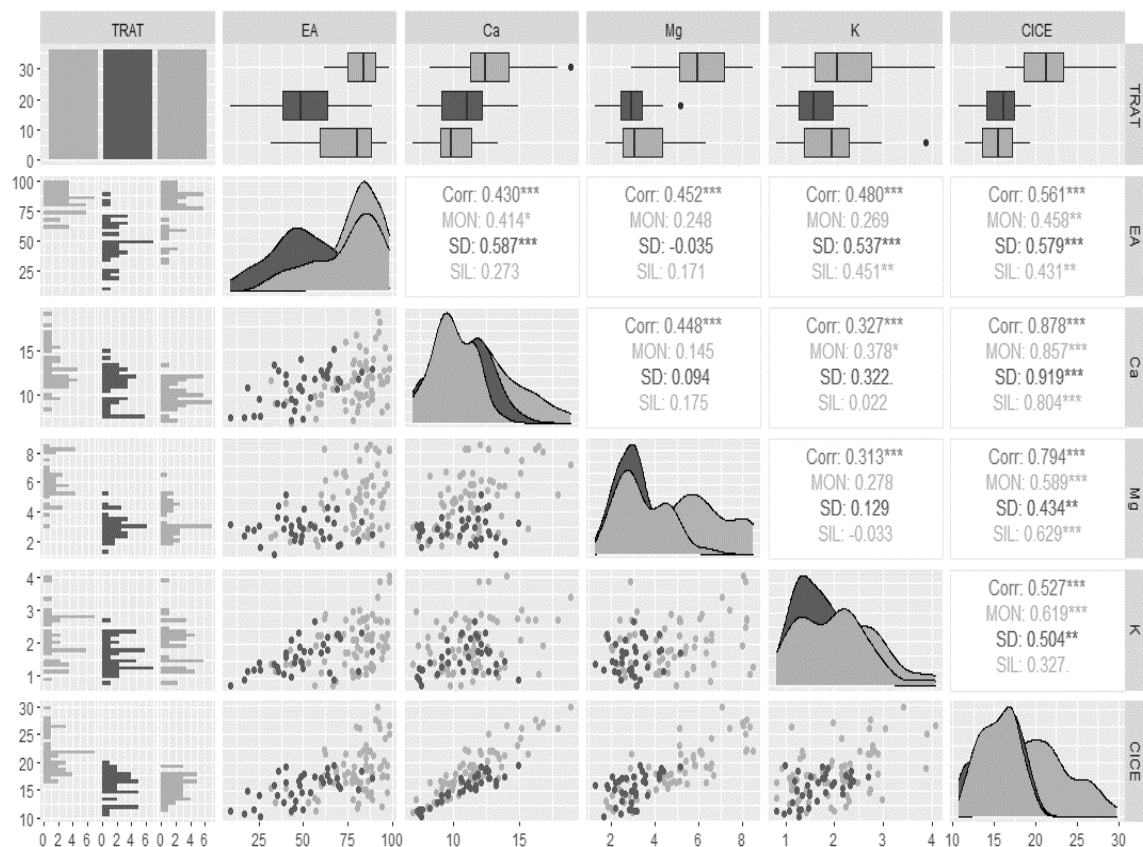 TRAT EA Ca Mg K CICE
30
20
10
0
TRAT
100
75
50
25
Corr: 0.430***
MON: 0.414*
SD: 0.587***
SIL: 0.273
Corr: 0.452***
MON: 0.248
SD: -0.035
SIL: 0.171
Corr: 0.480***
MON: 0.269
SD: 0.537***
SIL: 0.451**
Corr: 0.561***
MON: 0.458**
SD: 0.579***
SIL: 0.431**
EA
15
10
Corr: 0.448***
MON: 0.145
SD: 0.094
SIL: 0.175
Corr: 0.327***
MON: 0.378*
SD: 0.322.
SIL: 0.022
Corr: 0.878***
MON: 0.857***
SD: 0.919***
SIL: 0.804***
Ca
8
6
4
2
Corr: 0.313***
MON: 0.278
SD: 0.129
SIL: -0.033
Corr: 0.794***
MON: 0.589***
SD: 0.434**
SIL: 0.629***
Mg
4
3
2
1
Corr: 0.527***
MON: 0.619***
SD: 0.504**
SIL: 0.327.
K
30
25
20
15
10
CICE
0 2 4 6 0 2 4 6 0 2 4 6 25 50 75 100 10 15 2 4 6 8 1 2 3 4 10 15 20 25 30